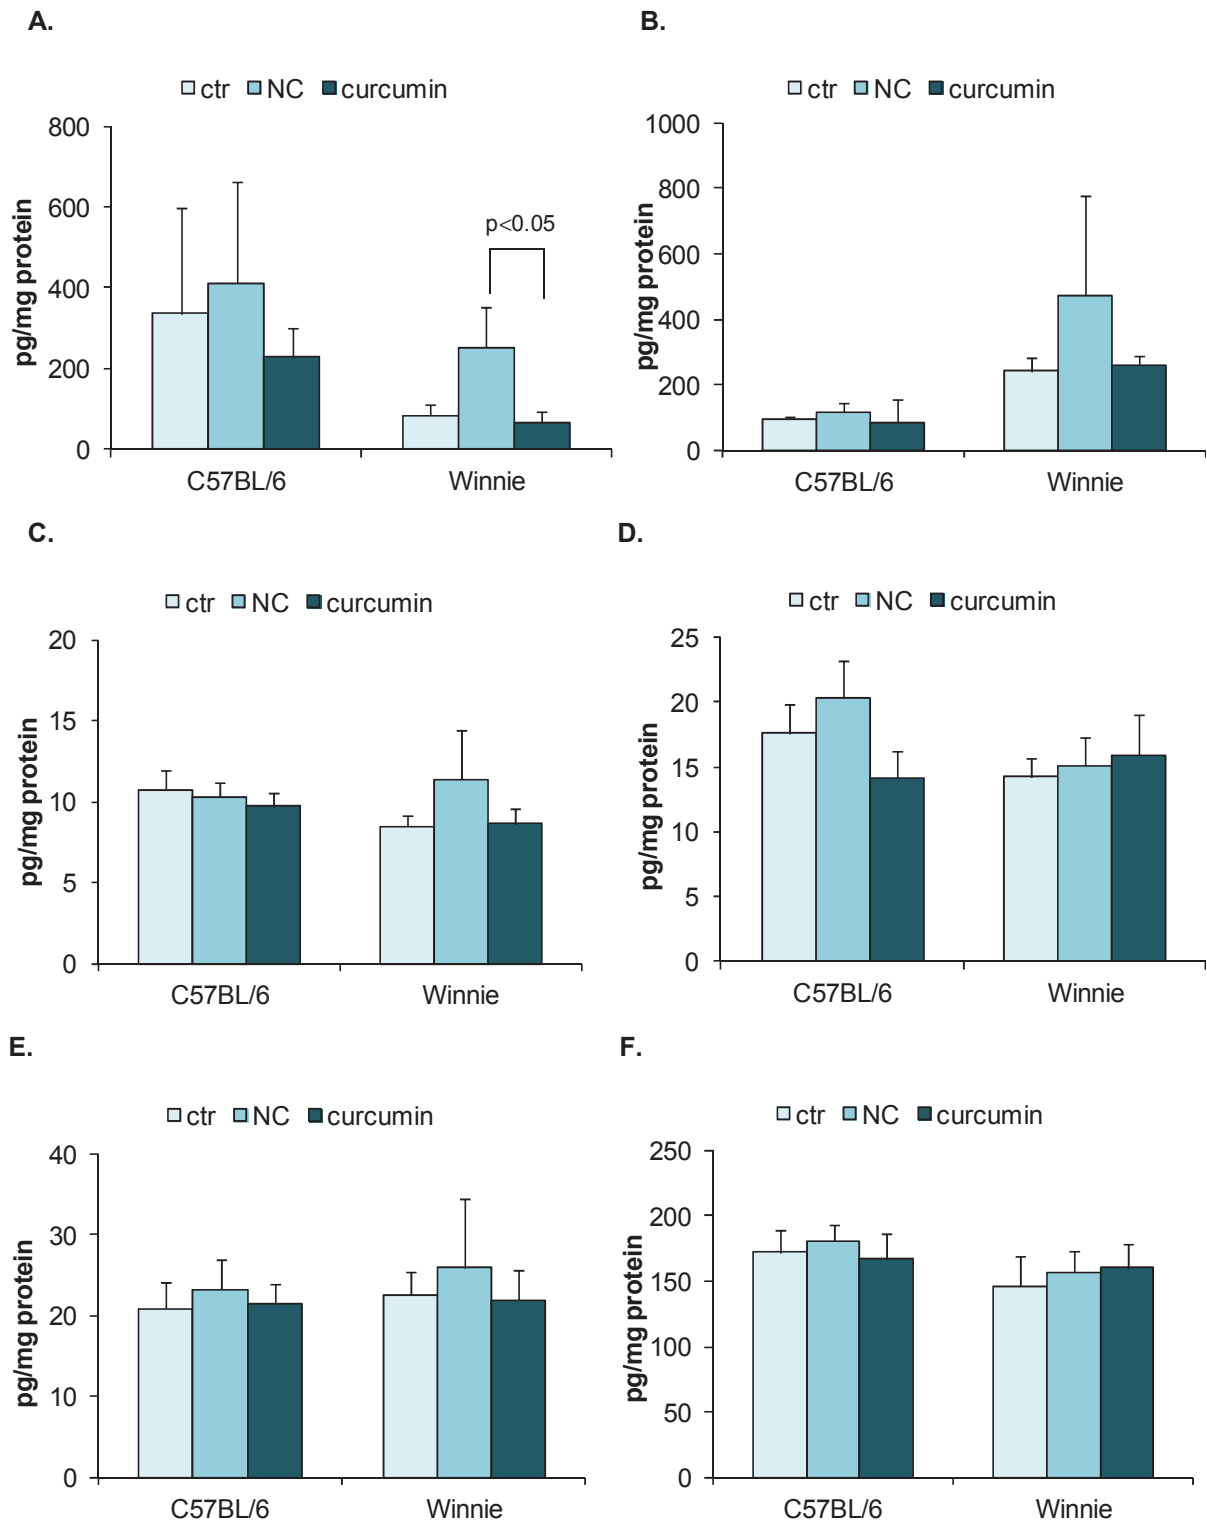 A.
ctr NC curcumin
800
600
400
200
0
pg/mg protein
p<0.05
C57BL/6 Winnie
B.
ctr NC curcumin
1000
800
600
400
200
0
pg/mg protein
C57BL/6 Winnie
C.
ctr NC curcumin
20
15
10
5
0
pg/mg protein
C57BL/6 Winnie
D.
ctr NC curcumin
25
20
15
10
5
0
pg/mg protein
C57BL/6 Winnie
E.
ctr NC curcumin
40
30
20
10
0
pg/mg protein
C57BL/6 Winnie
F.
ctr NC curcumin
250
200
150
100
50
0
pg/mg protein
C57BL/6 Winnie